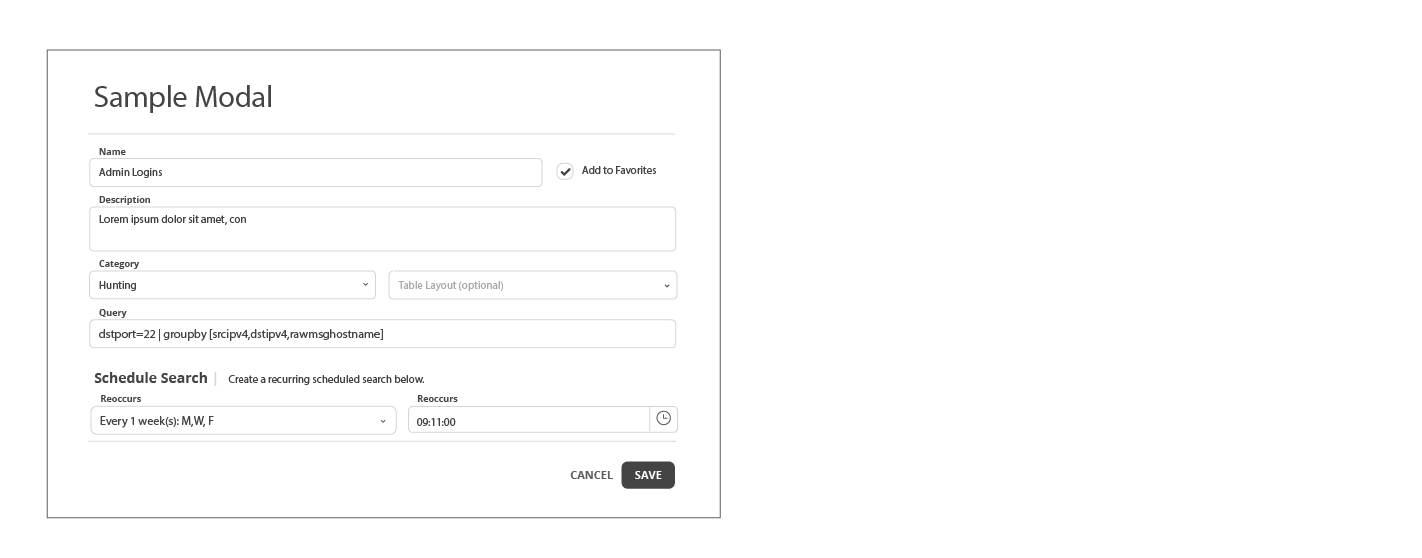 Sample Modal
Name
Admin Logins
Add to Favorites
Description
Lorem ipsum dolor sit amet, con
Category
Hunting
Table Layout (optional)
Query
dstport=22 | groupby [srcipv4,dstipv4,rawmsghostname]
Schedule Search | Create a recurring scheduled search below.
Reoccurs
Reoccurs
Every 1 week(s): M,W, F
09:11:00
CANCEL
SAVE